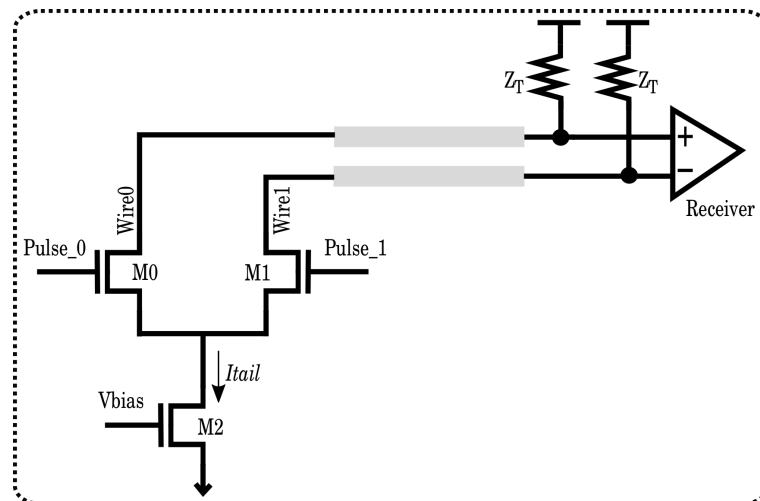 Z_T
Z_T
+
−
Receiver
Wire0
Wire1
Pulse_0
Pulse_1
M0
M1
Itail
Vbias
M2